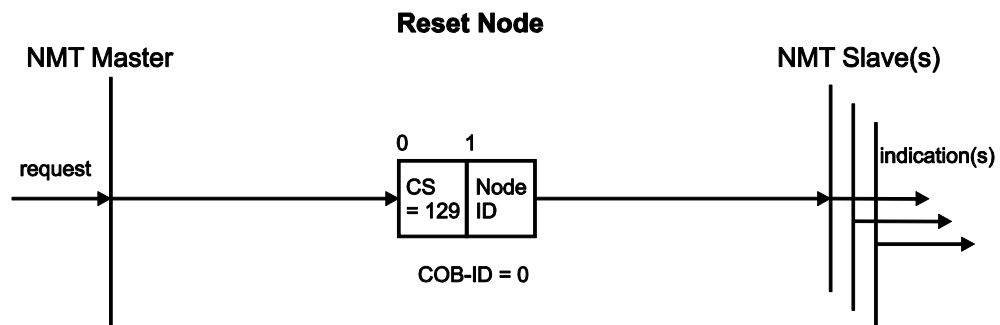 Reset Node
NMT Master
NMT Slave(s)
0 1
request
indication(s)
CS
= 129
Node
ID
COB-ID = 0